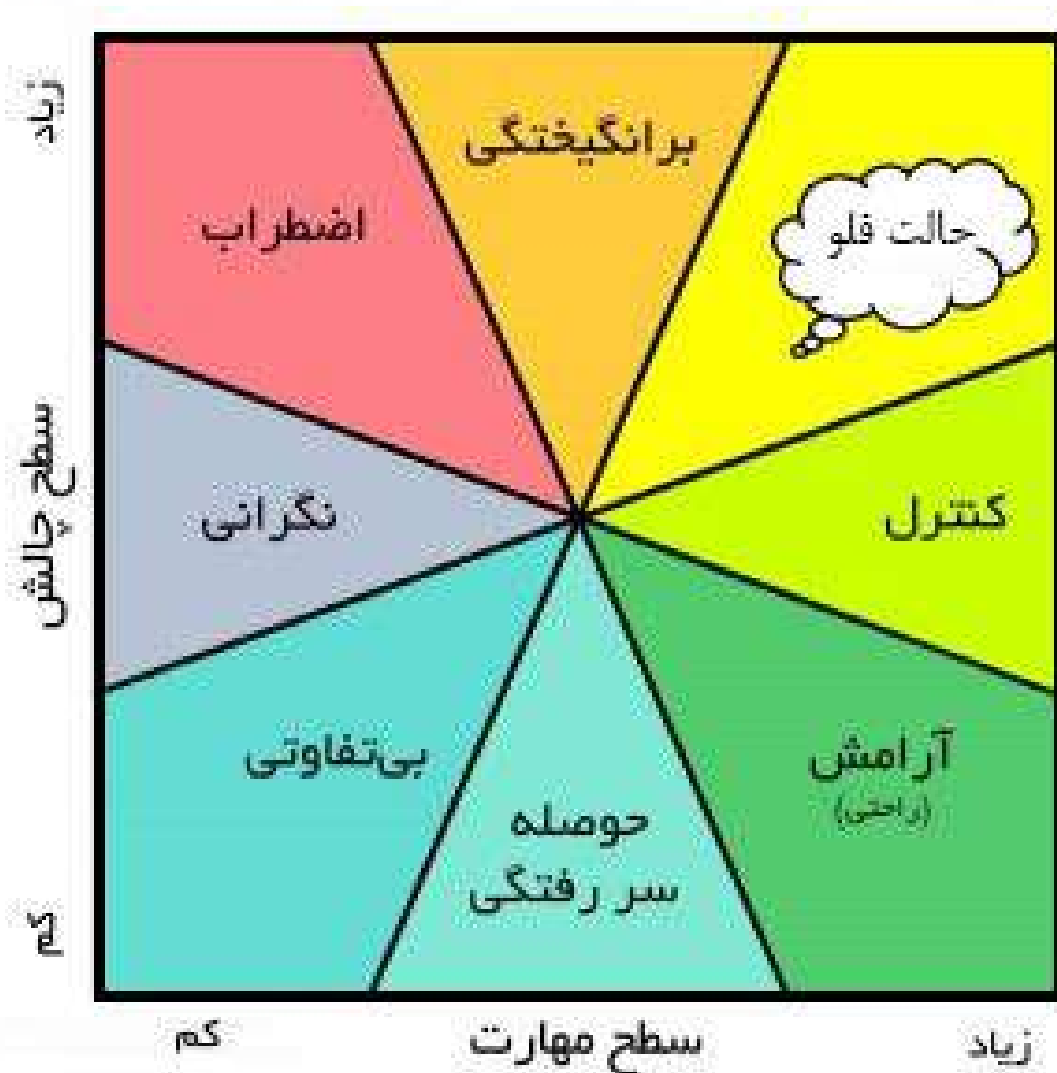 زیاد
برانگیختگی
حالت فلو
اضطراب
سطح چالش
نگرانی
کنترل
بی‌تفاوتی
آرامش
(راحتی)
حوصله
سر رفتگی
کم
کم
سطح مهارت
زیاد